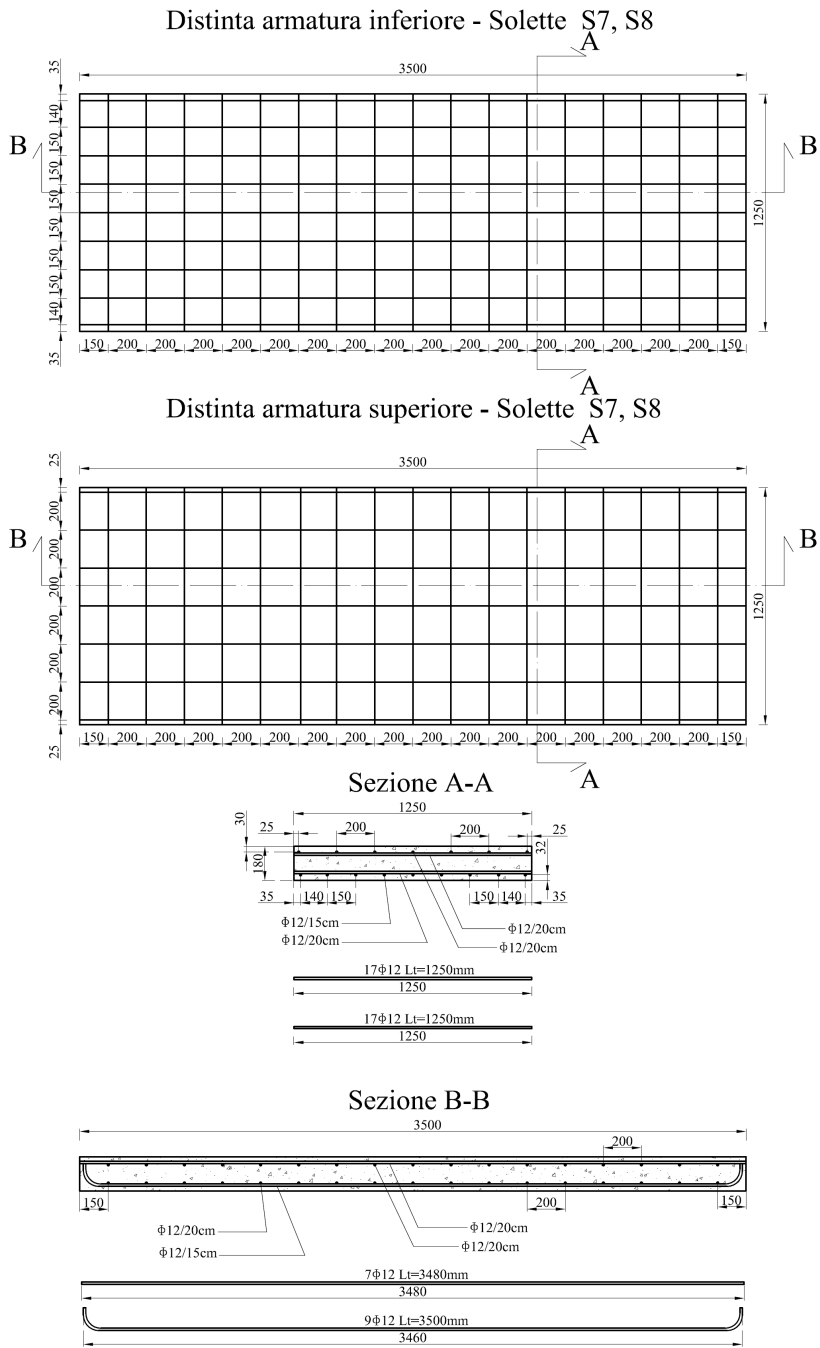 Distinta armatura inferiore - Solette S7, S8
A
3500
35
140
150
150
150
150
150
150
140
35
B
B
1250
150 200 200 200 200 200 200 200 200 200 200 200 200 200 200 200 200 150
A
Distinta armatura superiore - Solette S7, S8
A
3500
25
200
200
200
200
200
200
25
B
B
1250
150 200 200 200 200 200 200 200 200 200 200 200 200 200 200 200 200 150
A
Sezione A-A
1250
30
25 200 200 25
180
32
35 140 150 150 140 35
ϕ12/15cm
ϕ12/20cm
ϕ12/20cm
ϕ12/20cm
17ϕ12 Lt=1250mm
1250
17ϕ12 Lt=1250mm
1250
Sezione B-B
3500
200
150
200
150
ϕ12/20cm
ϕ12/15cm
ϕ12/20cm
ϕ12/20cm
7ϕ12 Lt=3480mm
3480
9ϕ12 Lt=3500mm
3460